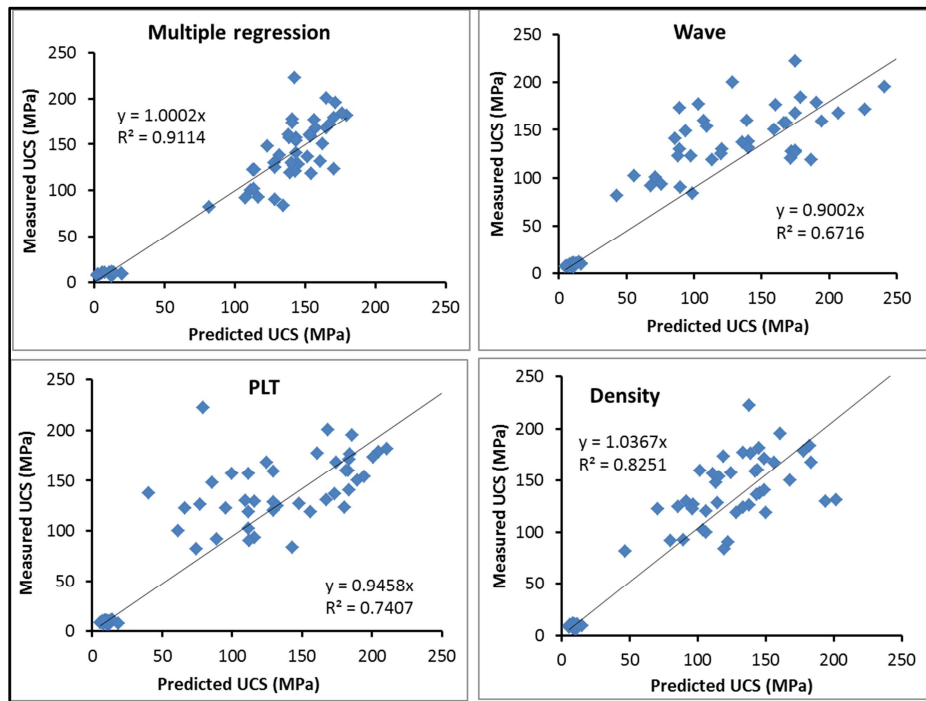 Multiple regression
250
200
150
100
50
0
0 50 100 150 200 250
Measured UCS (MPa)
Predicted UCS (MPa)
y = 1.0002x
R² = 0.9114
Wave
250
200
150
100
50
0
0 50 100 150 200 250
Measured UCS (MPa)
Predicted UCS (MPa)
y = 0.9002x
R² = 0.6716
PLT
250
200
150
100
50
0
0 50 100 150 200 250
Measured UCS (MPa)
Predicted UCS (MPa)
y = 0.9458x
R² = 0.7407
Density
250
200
150
100
50
0
0 50 100 150 200 250
Measured UCS (MPa)
Predicted UCS (MPa)
y = 1.0367x
R² = 0.8251